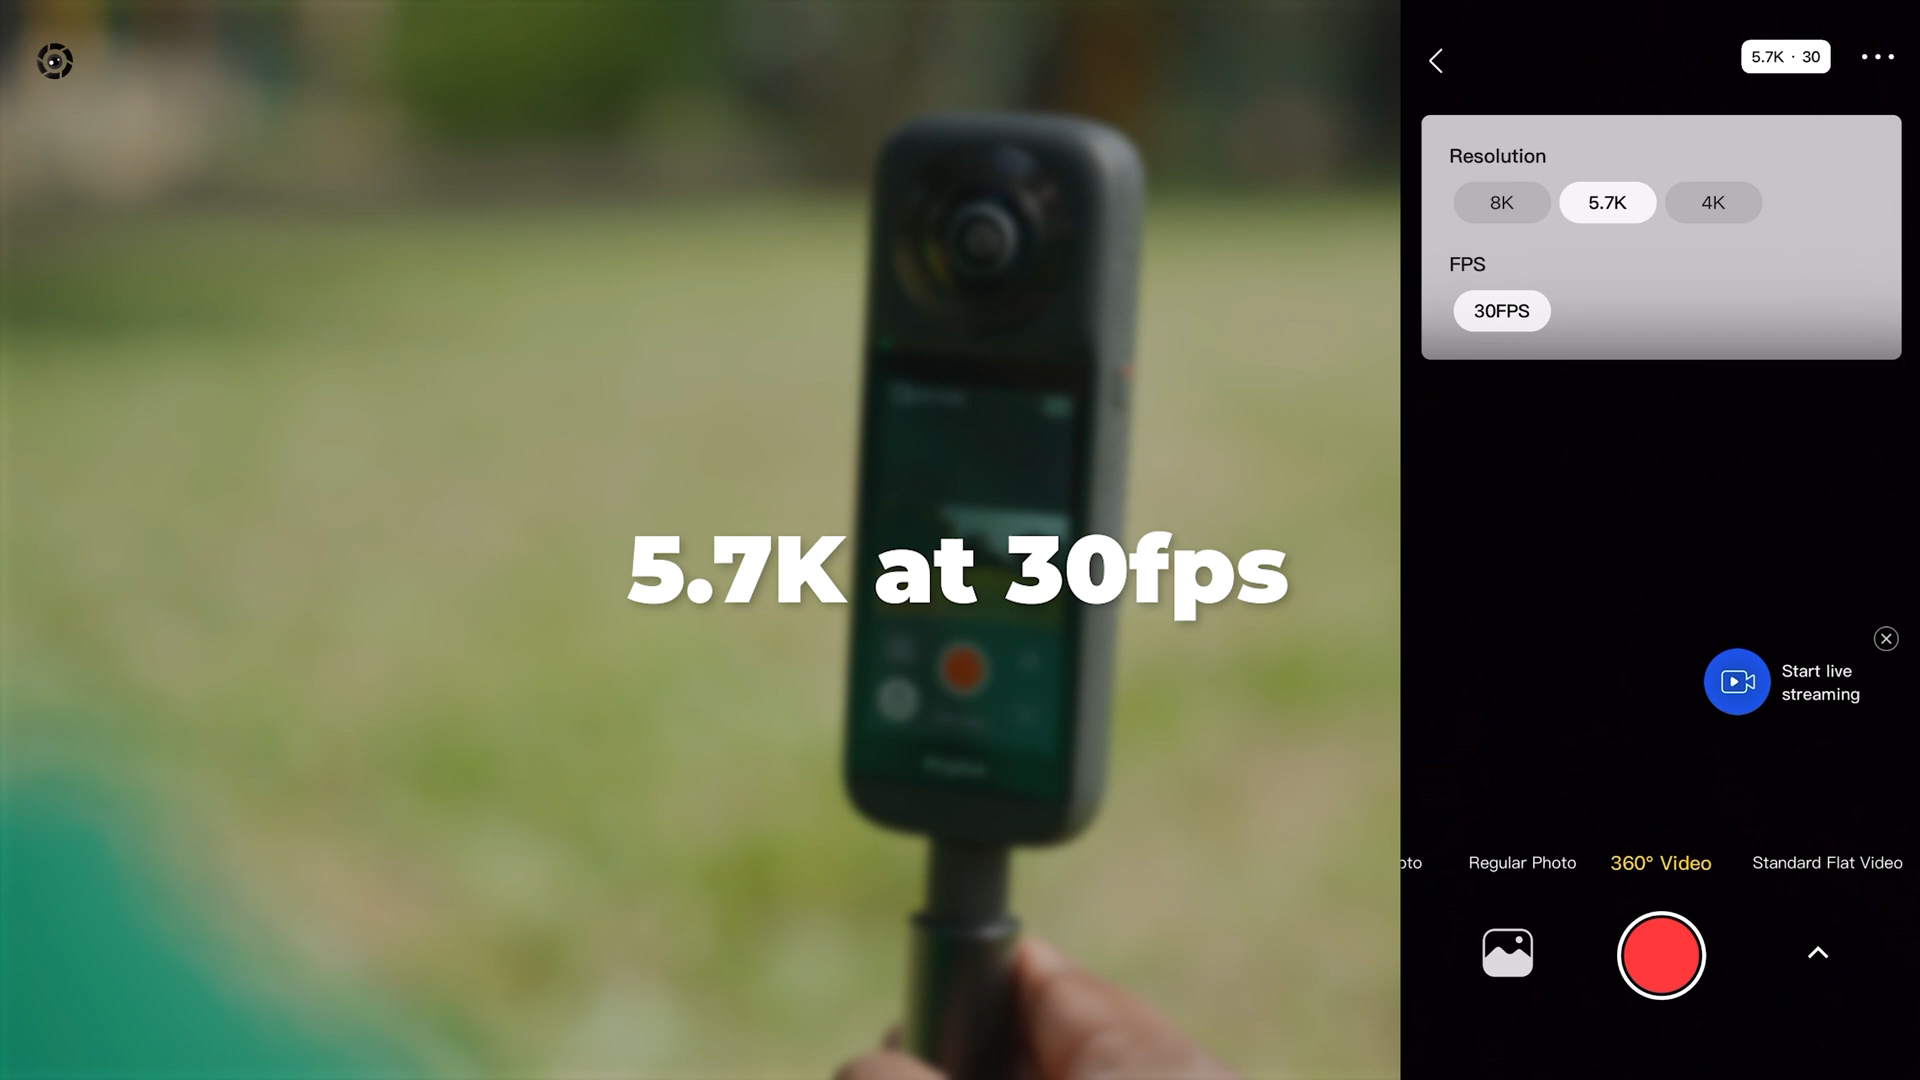 5.7K · 30
Resolution
8K 5.7K 4K
FPS
30FPS
5.7K at 30fps
Start live
streaming
oto Regular Photo 360° Video Standard Flat Video